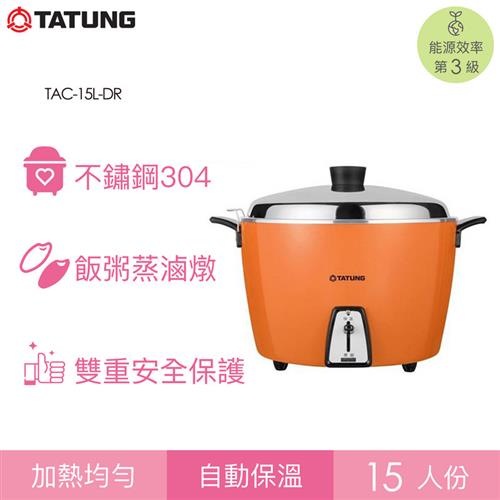 TATUNG
能源效率
第3級
TAC-15L-DR
不鏽鋼304
飯粥蒸滷燉
雙重安全保護
TATUNG
加熱均勻
自動保溫
15人份